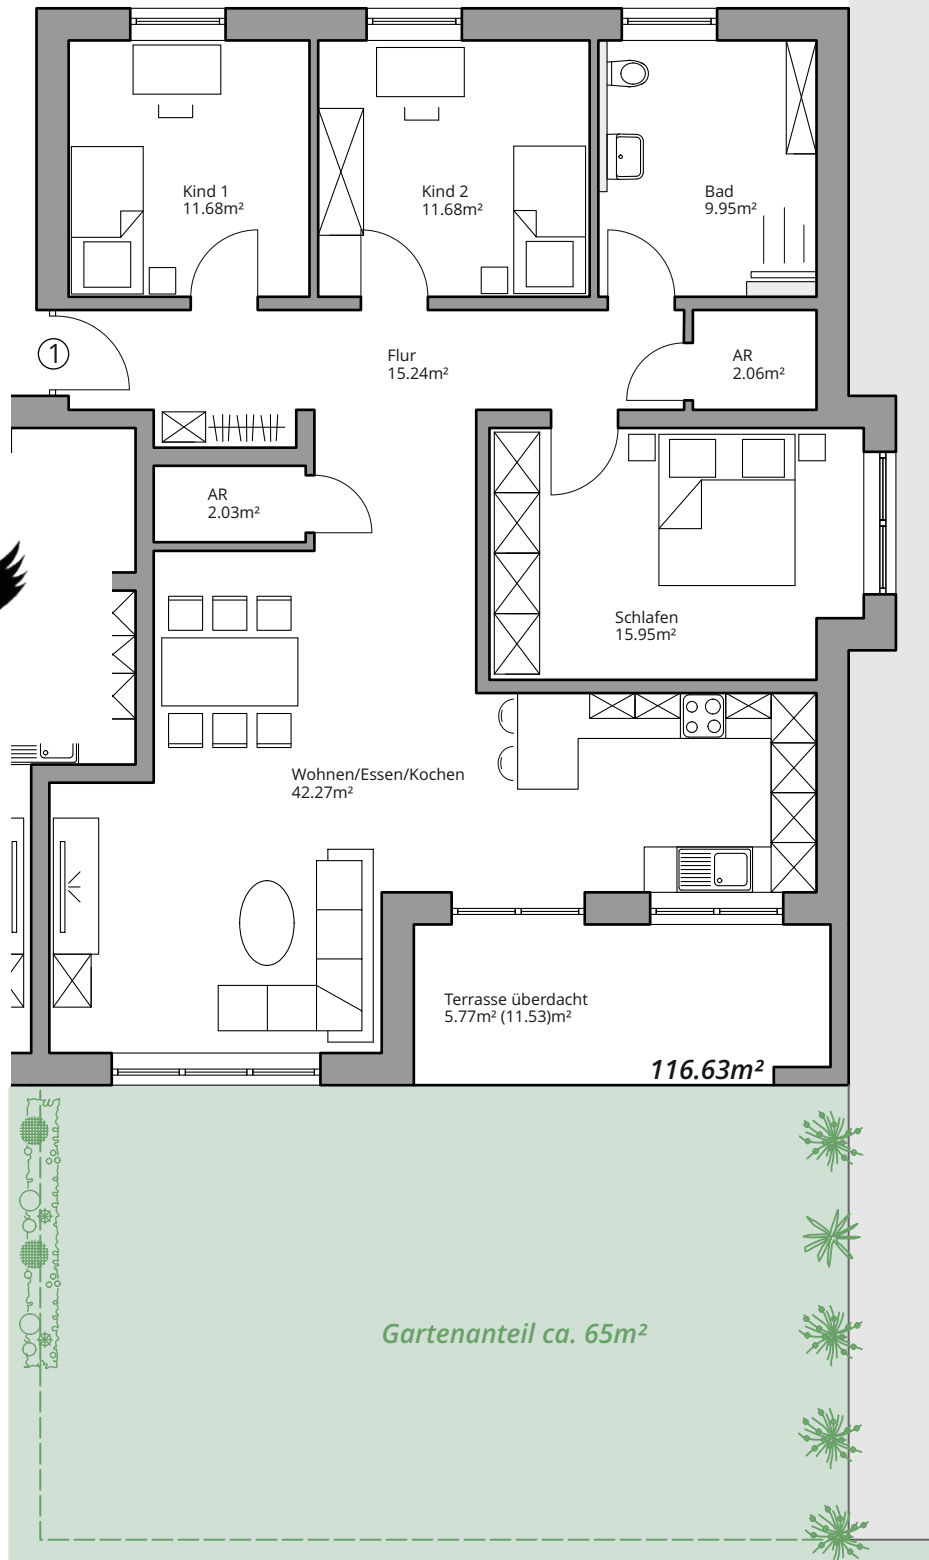 Kind 1
11.68m²
Kind 2
11.68m²
Bad
9.95m²
1
Flur
15.24m²
AR
2.06m²
AR
2.03m²
Schlafen
15.95m²
Wohnen/Essen/Kochen
42.27m²
Terrasse überdacht
5.77m² (11.53)m²
116.63m²
Gartenanteil ca. 65m²